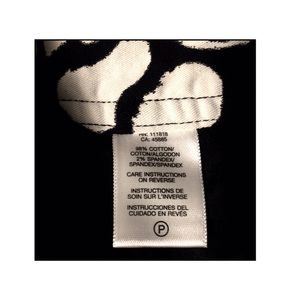 RN: 111818
CA: 45885
98% COTTON/
COTON/ALGODON
2% SPANDEX/
SPANDEX/SPANDEX
CARE INSTRUCTIONS
ON REVERSE
INSTRUCTIONS DE
SOIN SUR L'INVERSE
INSTRUCCIONES DEL
CUIDADO EN REVÉS
P